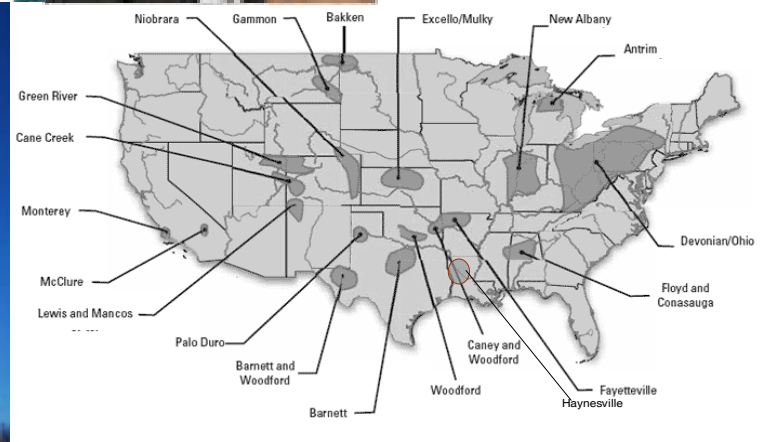 Niobrara
Gammon
Bakken
Excello/Mulky
New Albany
Antrim
Green River
Cane Creek
Monterey
McClure
Lewis and Mancos
Palo Duro
Barnett and
Woodford
Barnett
Woodford
Caney and
Woodford
Fayetteville
Haynesville
Floyd and
Conasauga
Devonian/Ohio